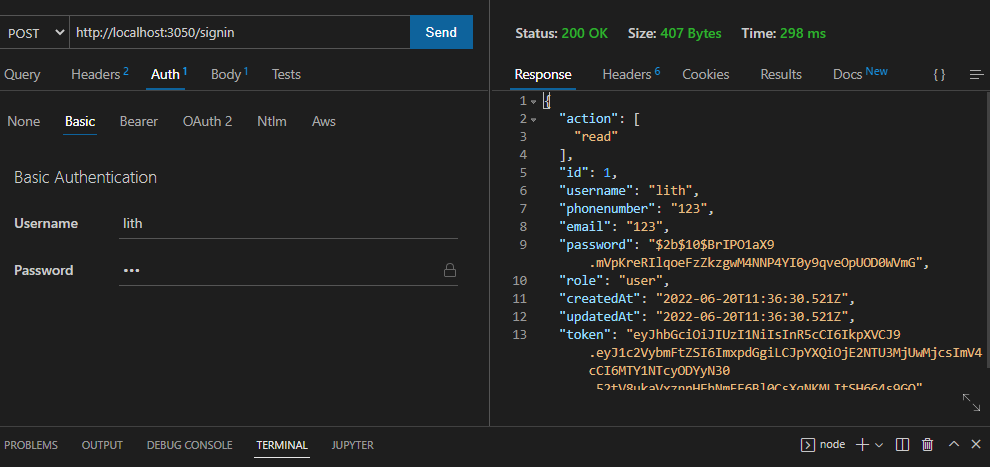 POST
http://localhost:3050/signin
Send
Query
Headers 2
Auth 1
Body 1
Tests
None
Basic
Bearer
OAuth 2
Ntlm
Aws
Basic Authentication
Username
lith
Password
•••
Status: 200 OK Size: 407 Bytes Time: 298 ms
Response
Headers 6
Cookies
Results
Docs New
{}
1 {
2 "action": [
3 "read"
4 ],
5 "id": 1,
6 "username": "lith",
7 "phonenumber": "123",
8 "email": "123",
9 "password": "$2b$10$BrIPO1aX9
.mVpKreRIlqoeFzZkzgwM4NNP4YI0y9qveOpUOD0WVmG",
10 "role": "user",
11 "createdAt": "2022-06-20T11:36:30.521Z",
12 "updatedAt": "2022-06-20T11:36:30.521Z",
13 "token": "eyJhbGciOiJIUzI1NiIsInR5cCI6IkpXVCJ9
.eyJ1c2VybmFtZSI6ImxpdGgiLCJpYXQiOjE2NTU3MjUwMjcsImV4
cCI6MTY1NTcyODYyN30
PROBLEMS
OUTPUT
DEBUG CONSOLE
TERMINAL
JUPYTER
node